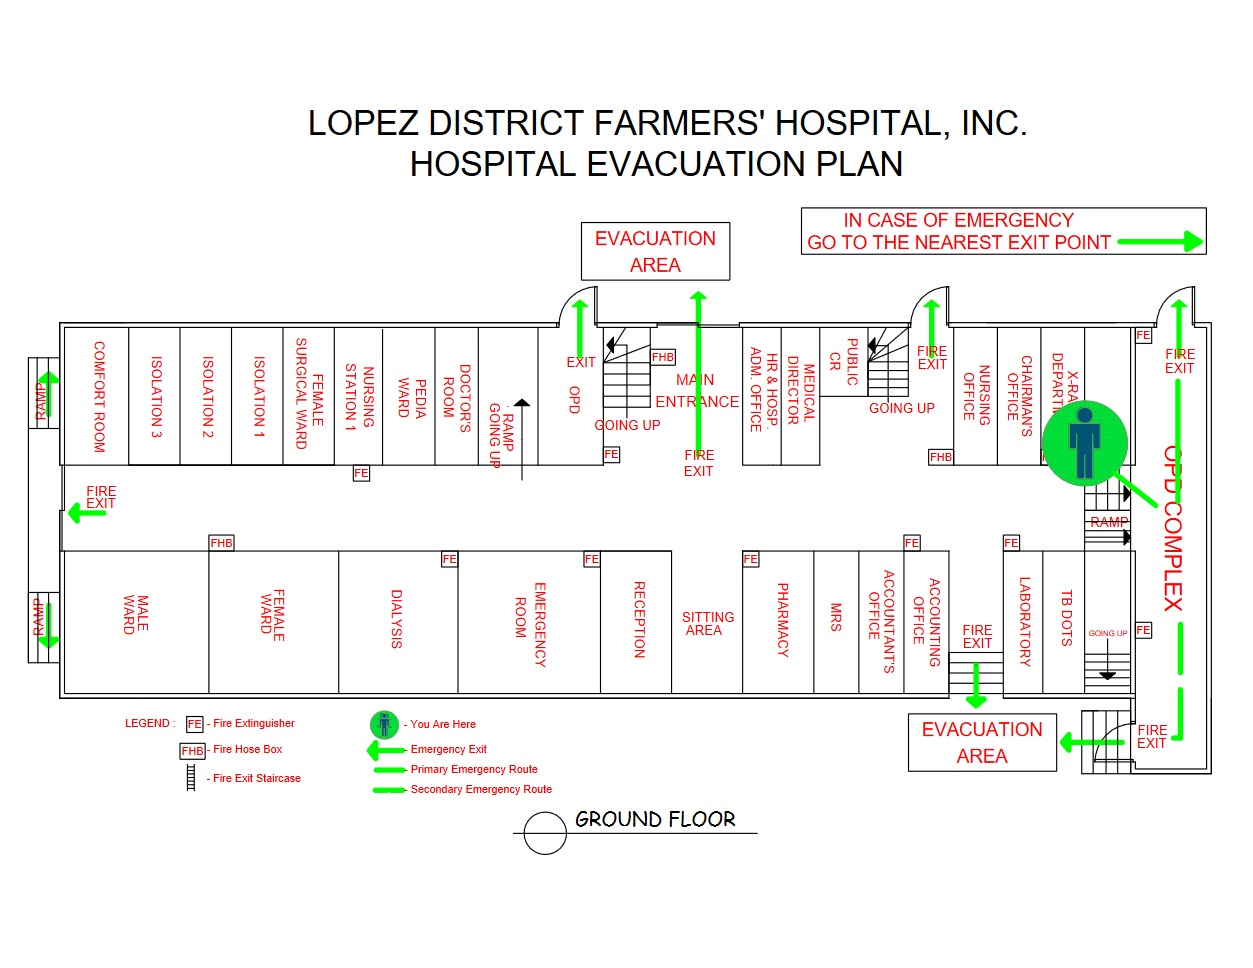 LOPEZ DISTRICT FARMERS' HOSPITAL, INC.
HOSPITAL EVACUATION PLAN
IN CASE OF EMERGENCY
GO TO THE NEAREST EXIT POINT
EVACUATION
AREA
RAMP
COMFORT ROOM
ISOLATION 3
ISOLATION 2
ISOLATION 1
FEMALE
SURGICAL WARD
NURSING
STATION 1
PEDIA
WARD
DOCTOR'S
ROOM
RAMP
GOING UP
EXIT
OPD
GOING UP
FHB
MAIN
ENTRANCE
FIRE
EXIT
HR & HOSP.
ADM. OFFICE
MEDICAL
DIRECTOR
PUBLIC
CR
GOING UP
FIRE
EXIT
NURSING
OFFICE
CHAIRMAN'S
OFFICE
FE
FIRE
EXIT
FE
FE
FHB
FIRE
EXIT
RAMP
OPD COMPLEX
FHB
FE
FE
FE
FE
FE
RAMP
MALE
WARD
FEMALE
WARD
DIALYSIS
EMERGENCY
ROOM
RECEPTION
SITTING
AREA
PHARMACY
MRS
ACCOUNTANT'S
OFFICE
ACCOUNTING
OFFICE
FIRE
EXIT
LABORATORY
TB DOTS
GOING UP
FE
EVACUATION
AREA
FIRE
EXIT
LEGEND :
FE - Fire Extinguisher
FHB - Fire Hose Box
- Fire Exit Staircase
- You Are Here
- Emergency Exit
- Primary Emergency Route
- Secondary Emergency Route
GROUND FLOOR